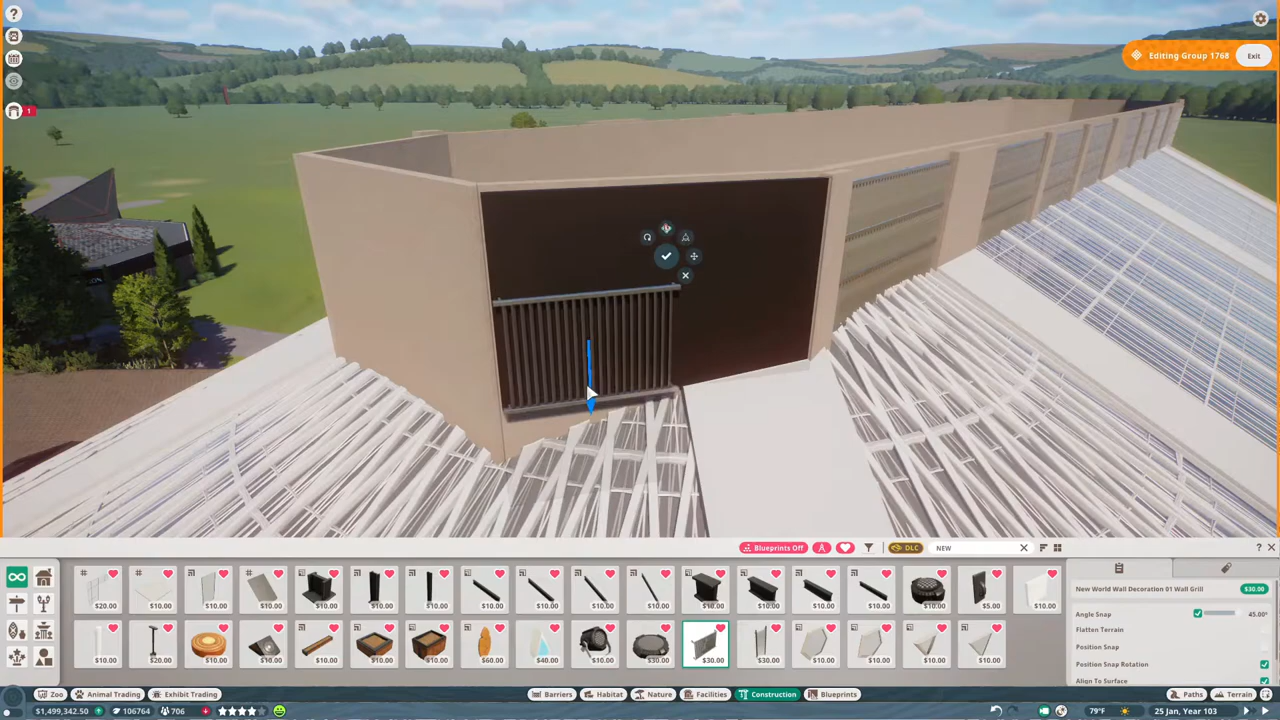 Editing Group 1768
Exit
1
Blueprints Off
DLC
NEW
$20.00 $10.00 $10.00 $10.00 $10.00 $10.00 $10.00 $10.00 $10.00 $10.00 $10.00 $10.00 $10.00 $10.00 $10.00 $10.00 $5.00 $10.00
$10.00 $20.00 $10.00 $10.00 $10.00 $10.00 $10.00 $60.00 $40.00 $10.00 $30.00 $30.00 $30.00 $10.00 $10.00 $10.00 $10.00
New World Wall Decoration 01 Wall Grill
$30.00
Angle Snap
45.00°
Flatten Terrain
Position Snap
Position Snap Rotation
Align To Surface
Zoo
Animal Trading
Exhibit Trading
Barriers
Habitat
Nature
Facilities
Construction
Blueprints
Paths
Terrain
$1,499,342.50
106764
706
79°F
25 Jan, Year 103